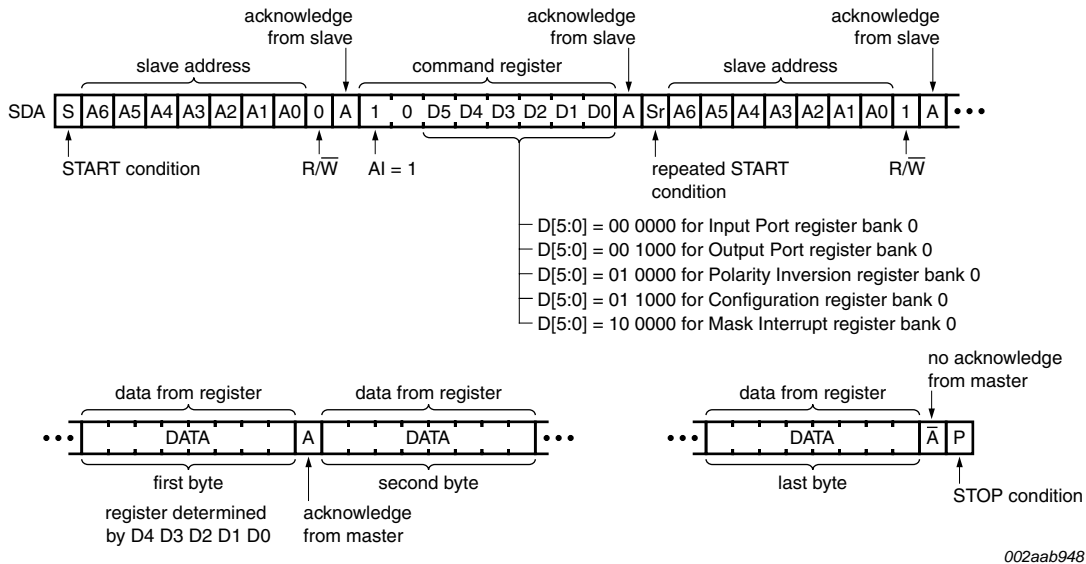 acknowledge
from slave
acknowledge
from slave
acknowledge
from slave
slave address
command register
slave address
SDA S A6 A5 A4 A3 A2 A1 A0 0 A 1 0 D5 D4 D3 D2 D1 D0 A Sr A6 A5 A4 A3 A2 A1 A0 1 A
START condition
R/W̅
AI = 1
repeated START
condition
R/W̅
D[5:0] = 00 0000 for Input Port register bank 0
D[5:0] = 00 1000 for Output Port register bank 0
D[5:0] = 01 0000 for Polarity Inversion register bank 0
D[5:0] = 01 1000 for Configuration register bank 0
D[5:0] = 10 0000 for Mask Interrupt register bank 0
no acknowledge
from master
data from register
data from register
data from register
DATA A DATA DATA A̅ P
first byte
second byte
last byte
STOP condition
register determined
by D4 D3 D2 D1 D0
acknowledge
from master
002aab948